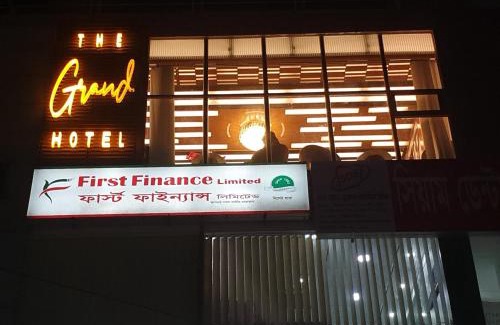 THE
Grand
HOTEL
First Finance Limited
ফার্স্ট ফাইন্যান্স লিমিটেড